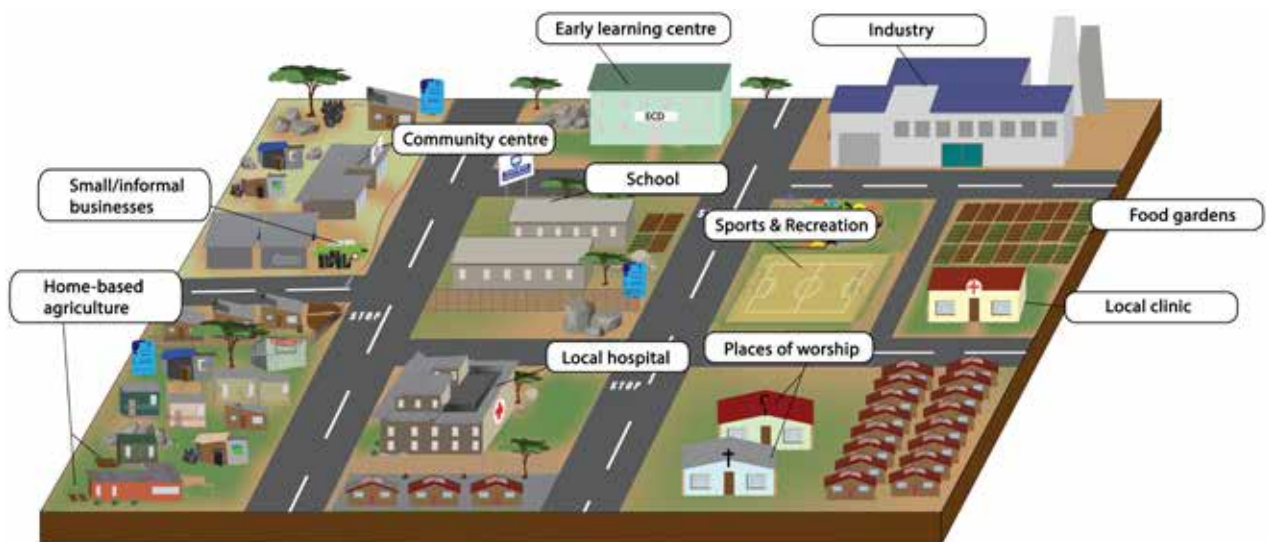 Early learning centre
Industry
ECD
Community centre
School
Small/informal
businesses
Sports & Recreation
Food gardens
Home-based
agriculture
STOP
Local clinic
Local hospital
Places of worship
STOP